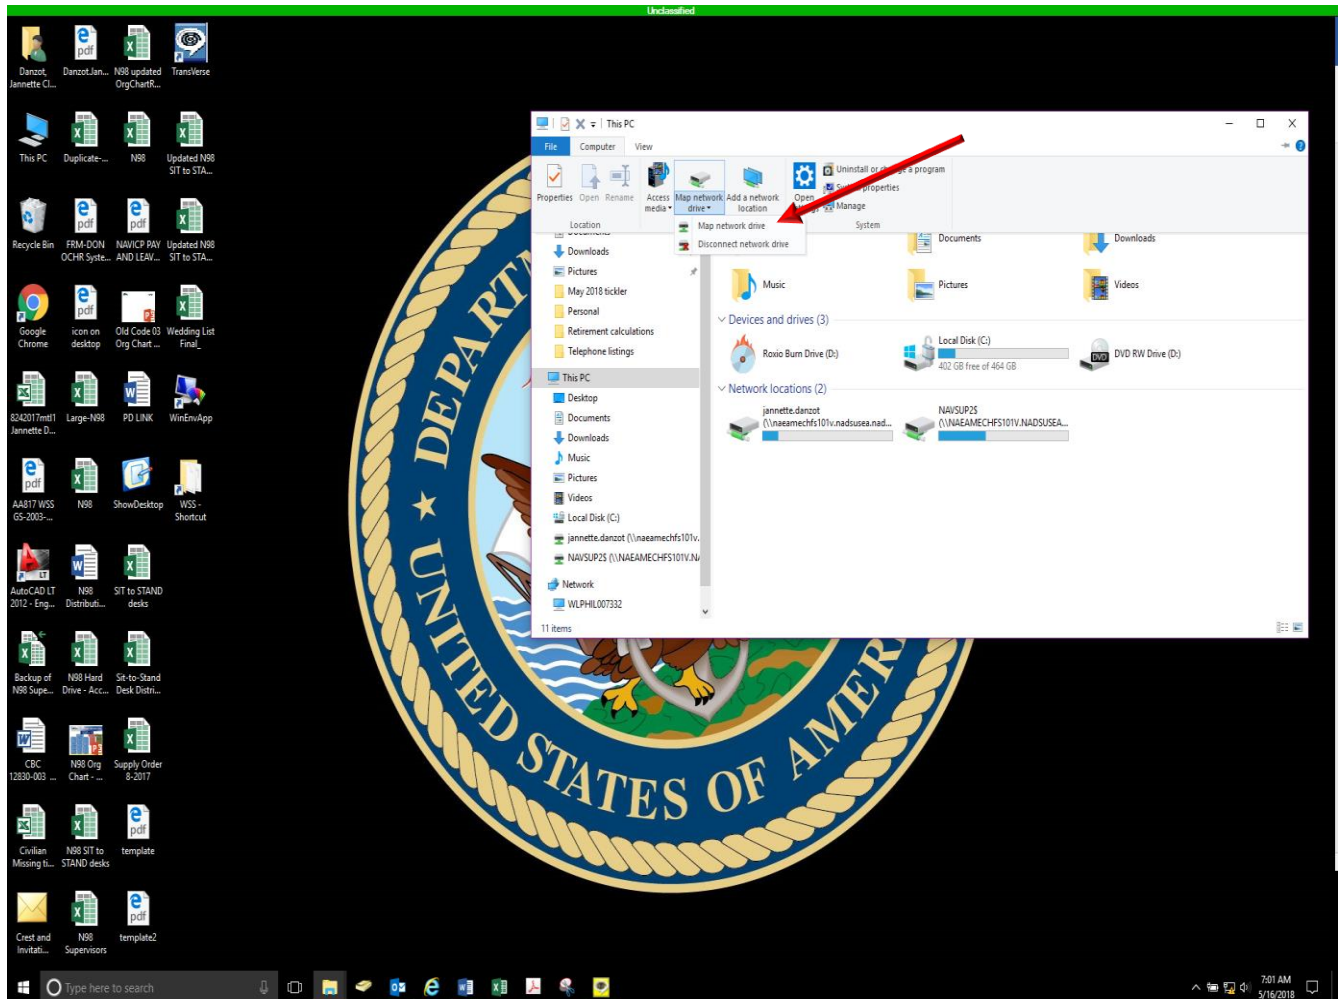 Unclassified
Danzot,
Jannette Cl...
DanzotJan...
N98 updated
OrgChartR...
TransVerse
This PC
Duplicate-...
N98
Updated N98
SIT to STA...
Recycle Bin
FRM-DON
OCHR Syste...
NAVICP PAY
AND LEAV...
Updated N98
SIT to STA...
Google
Chrome
icon on
desktop
Old Code 03
Org Chart ...
Wedding List
Final_
8242017mtl1
Jannette D...
Large-N98
PD LINK
WinEnvApp
AA817 WSS
GS-2003-...
N98
ShowDesktop
WSS -
Shortcut
AutoCAD LT
2012 - Eng...
N98
Distributi...
SIT to STAND
desks
Backup of
N98 Supe...
N98 Hard
Drive - Acc...
Sit-to-Stand
Desk Distri...
CBC
12830-003 ...
N98 Org
Chart - ...
Supply Order
8-2017
Civilian
Missing ti...
N98 SIT to
STAND desks
template
Crest and
Invitati...
N98
Supervisors
template2
This PC
File
Computer
View
Properties
Open
Rename
Access
media
Map network
drive
Add a network
location
Open
Uninstall or change a program
System properties
Manage
Location
System
Map network drive
Disconnect network drive
Documents
Downloads
Pictures
May 2018 tickler
Personal
Retirement calculations
Telephone listings
This PC
Desktop
Documents
Downloads
Music
Pictures
Videos
Local Disk (C:)
jannette.danzot (\\naeamechfs101v.
NAVSUP2$ (\\NAEAMECHFS101V.NA
Network
WLPHIL007332
11 items
Documents
Downloads
Music
Pictures
Videos
Devices and drives (3)
Roxio Burn Drive (D:)
Local Disk (C:)
402 GB free of 464 GB
DVD RW Drive (D:)
Network locations (2)
jannette.danzot
(\\naeamechfs101v.nadsusea.nad...
NAVSUP2$
(\\NAEAMECHFS101V.NADSUSEA...
UNITED STATES OF AMER
DEPAR
Type here to search
7:01 AM
5/16/2018